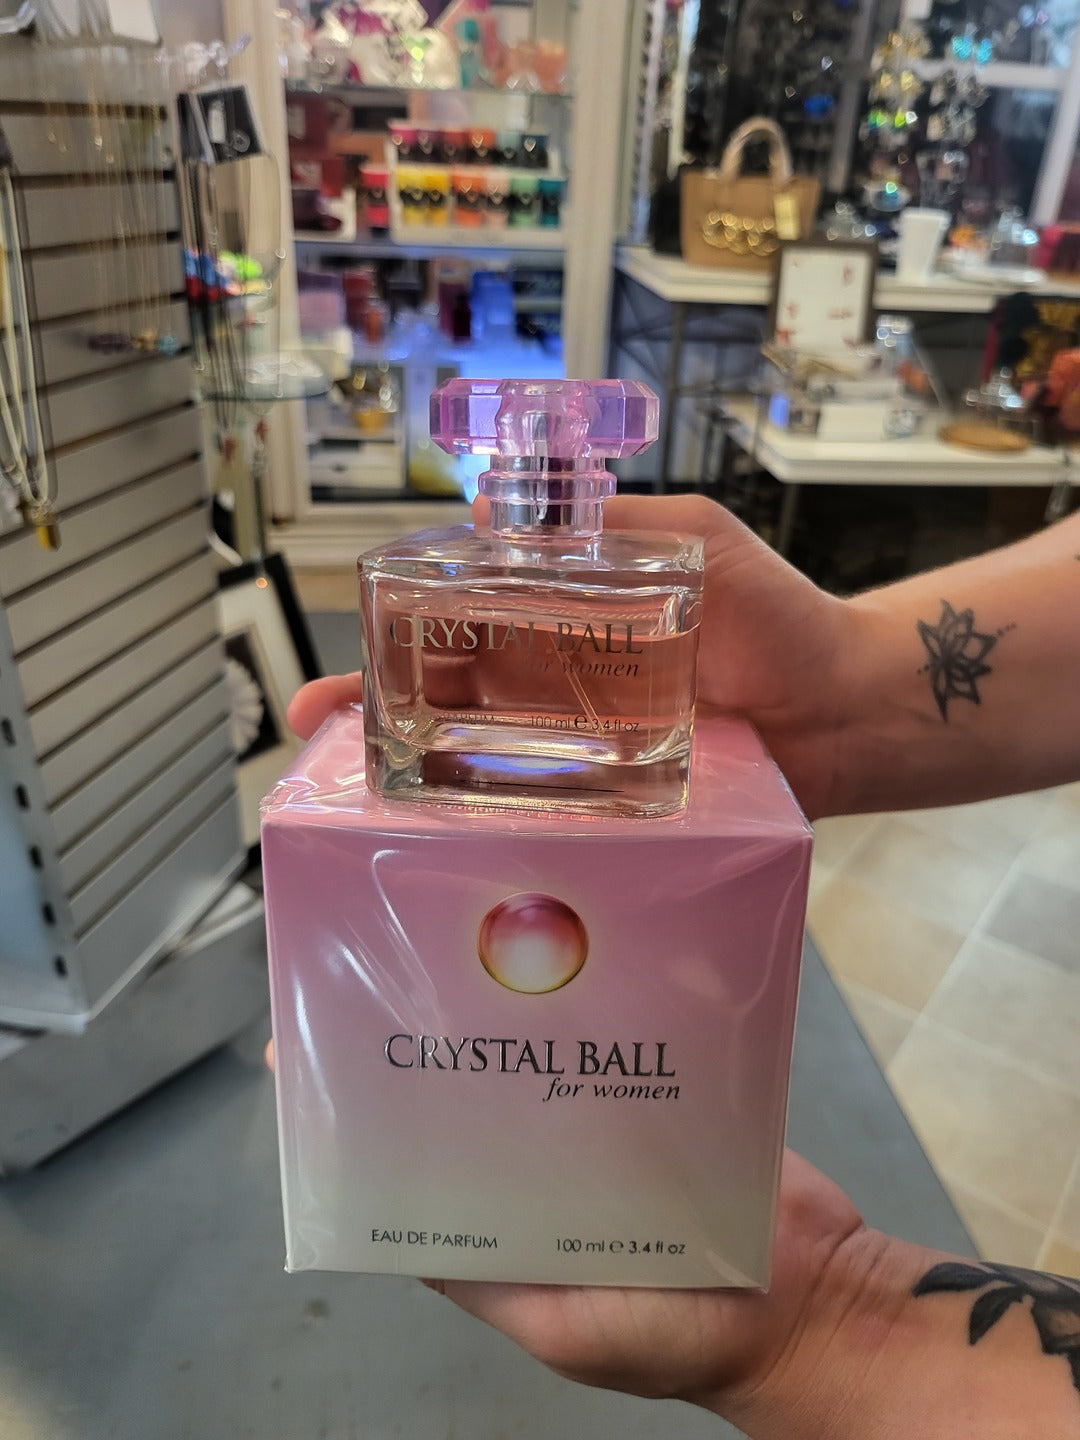 CRYSTAL BALL
for women
PARFUM 100 ml ℮ 3.4 fl oz
CRYSTAL BALL
for women
EAU DE PARFUM 100 ml ℮ 3.4 fl oz